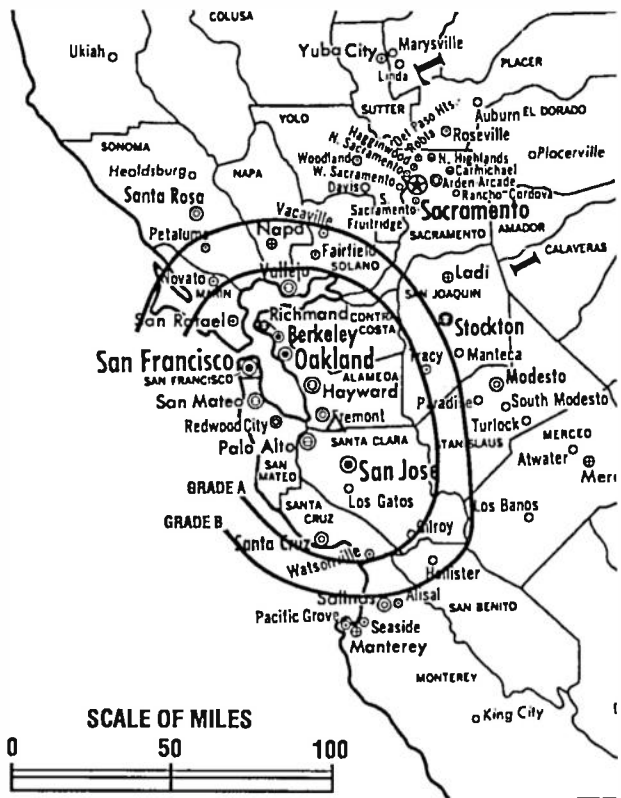 COLUSA
Ukiah
Yuba City
Marysville
Linda
PLACER
SUTTER
Auburn
EL DORADO
YOLO
Del Paso Hts.
Robla
Hagginwood
N. Sacramento
Roseville
SONOMA
Woodland
N. Highlands
Placerville
Healdsburg
NAPA
W. Sacramento
Carmichael
Davis
Arden-Arcade
Rancho-Cordova
Santa Rosa
S.
Sacramento
Sacramento
Fruitridge
Vacaville
Petaluma
Napa
SACRAMENTO
AMADOR
Fairfield
SOLANO
CALAVERAS
Novato
Vallejo
Ladi
MARIN
SAN JOAQUIN
San Rafael
Richmand
CONTRA
COSTA
Stockton
Berkeley
San Francisco
Oakland
Tracy
Manteca
SAN FRANCISCO
ALAMEDA
Hayward
Modesto
San Mateo
Paradise
South Modesto
Redwood City
Fremont
Turlock
STANISLAUS
MERCED
Palo Alto
SANTA CLARA
Atwater
SAN
MATEO
San Jose
GRADE A
Los Gatos
Los Banos
SANTA
CRUZ
GRADE B
Gilroy
Santa Cruz
Watsonville
Hollister
Salinas
Alisal
SAN BENITO
Pacific Grove
Seaside
Monterey
MONTEREY
King City
SCALE OF MILES
0 50 100